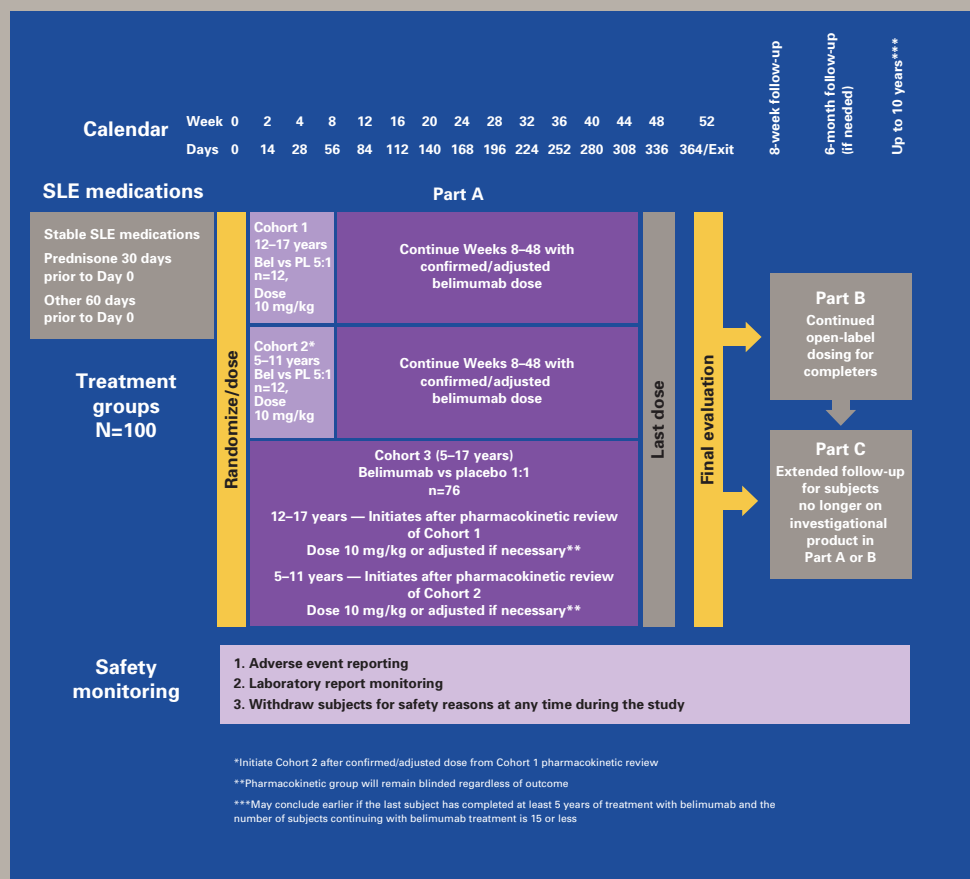 Calendar
Week 0 2 4 8 12 16 20 24 28 32 36 40 44 48 52
Days 0 14 28 56 84 112 140 168 196 224 252 280 308 336 364/Exit
8-week follow-up
6-month follow-up
(if needed)
Up to 10 years***
SLE medications
Part A
Stable SLE medications
Prednisone 30 days
prior to Day 0
Other 60 days
prior to Day 0
Treatment
groups
N=100
Randomize/dose
Cohort 1
12–17 years
Bel vs PL 5:1
n=12,
Dose
10 mg/kg
Continue Weeks 8–48 with
confirmed/adjusted
belimumab dose
Cohort 2*
5–11 years
Bel vs PL 5:1
n=12,
Dose
10 mg/kg
Continue Weeks 8–48 with
confirmed/adjusted
belimumab dose
Cohort 3 (5–17 years)
Belimumab vs placebo 1:1
n=76
12–17 years — Initiates after pharmacokinetic review
of Cohort 1
Dose 10 mg/kg or adjusted if necessary**
5–11 years — Initiates after pharmacokinetic review
of Cohort 2
Dose 10 mg/kg or adjusted if necessary**
Last dose
Final evaluation
Part B
Continued
open-label
dosing for
completers
Part C
Extended follow-up
for subjects
no longer on
investigational
product in
Part A or B
Safety
monitoring
1. Adverse event reporting
2. Laboratory report monitoring
3. Withdraw subjects for safety reasons at any time during the study
*Initiate Cohort 2 after confirmed/adjusted dose from Cohort 1 pharmacokinetic review
**Pharmacokinetic group will remain blinded regardless of outcome
***May conclude earlier if the last subject has completed at least 5 years of treatment with belimumab and the
number of subjects continuing with belimumab treatment is 15 or less